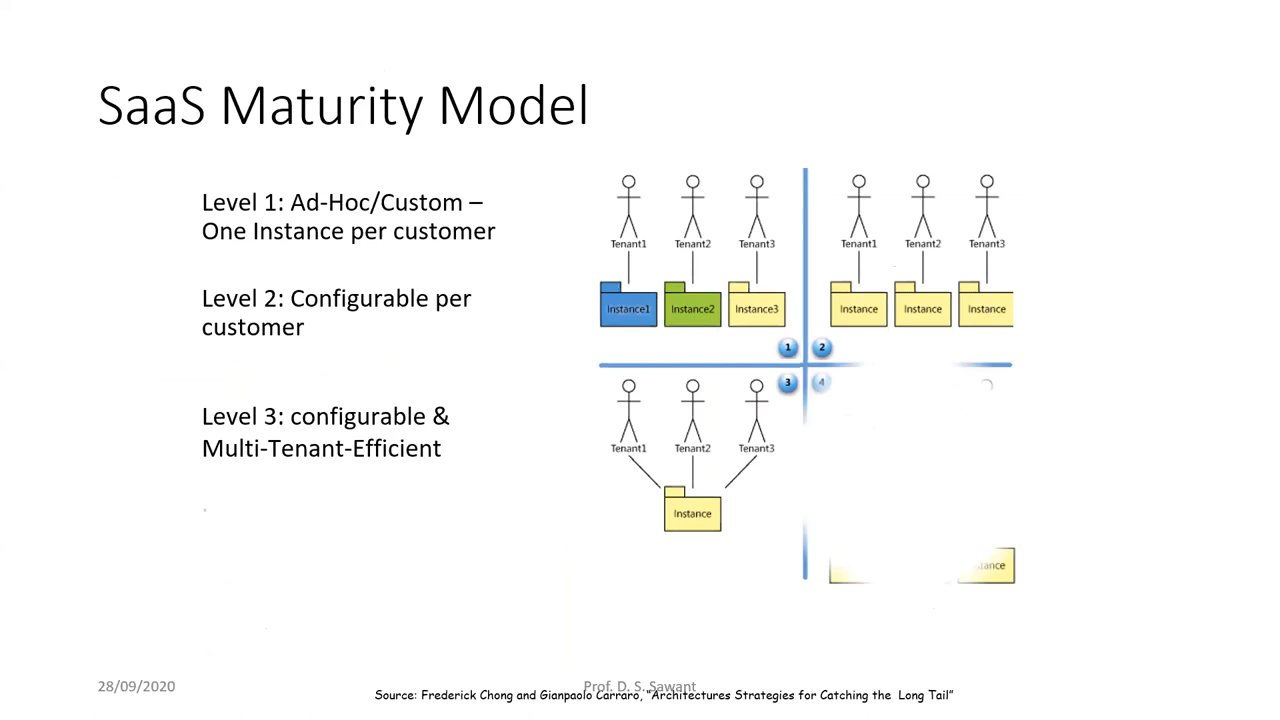 SaaS Maturity Model
Level 1: Ad-Hoc/Custom –
One Instance per customer
Level 2: Configurable per
customer
Level 3: configurable &
Multi-Tenant-Efficient
Tenant1 Tenant2 Tenant3
Instance1 Instance2 Instance3
1
Tenant1 Tenant2 Tenant3
Instance Instance Instance
2
3
Tenant1 Tenant2 Tenant3
Instance
4
28/09/2020
Prof. D. S. Sawant
Source: Frederick Chong and Gianpaolo Carraro, “Architectures Strategies for Catching the Long Tail”